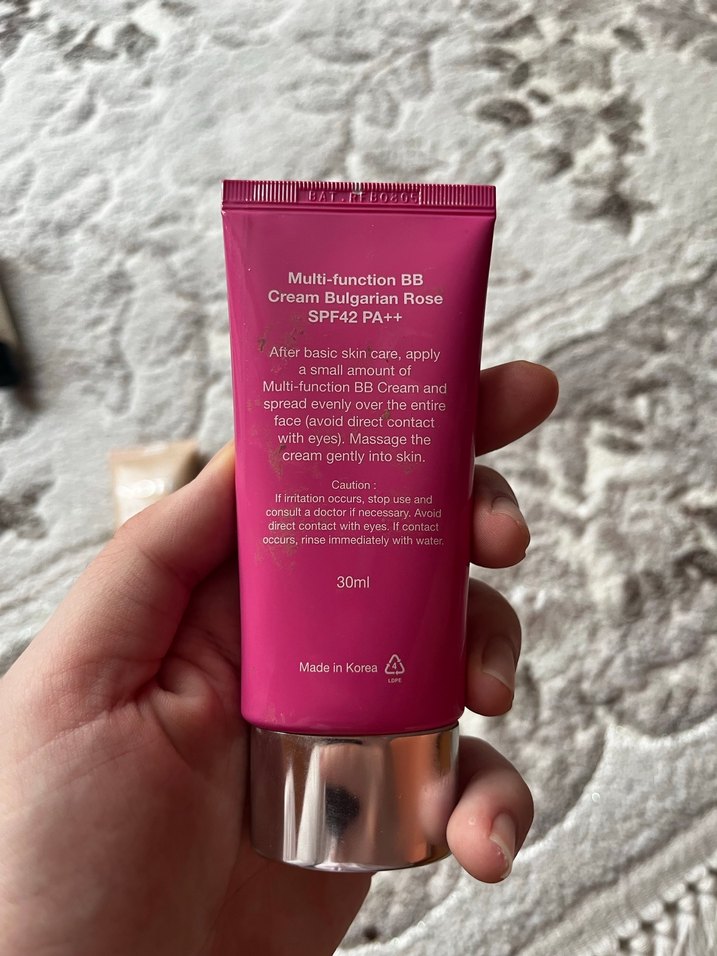 BAT.RFB0805
Multi-function BB
Cream Bulgarian Rose
SPF42 PA++
After basic skin care, apply
a small amount of
Multi-function BB Cream and
spread evenly over the entire
face (avoid direct contact
with eyes). Massage the
cream gently into skin.
Caution :
If irritation occurs, stop use and
consult a doctor if necessary. Avoid
direct contact with eyes. If contact
occurs, rinse immediately with water.
30ml
Made in Korea
4
LDPE